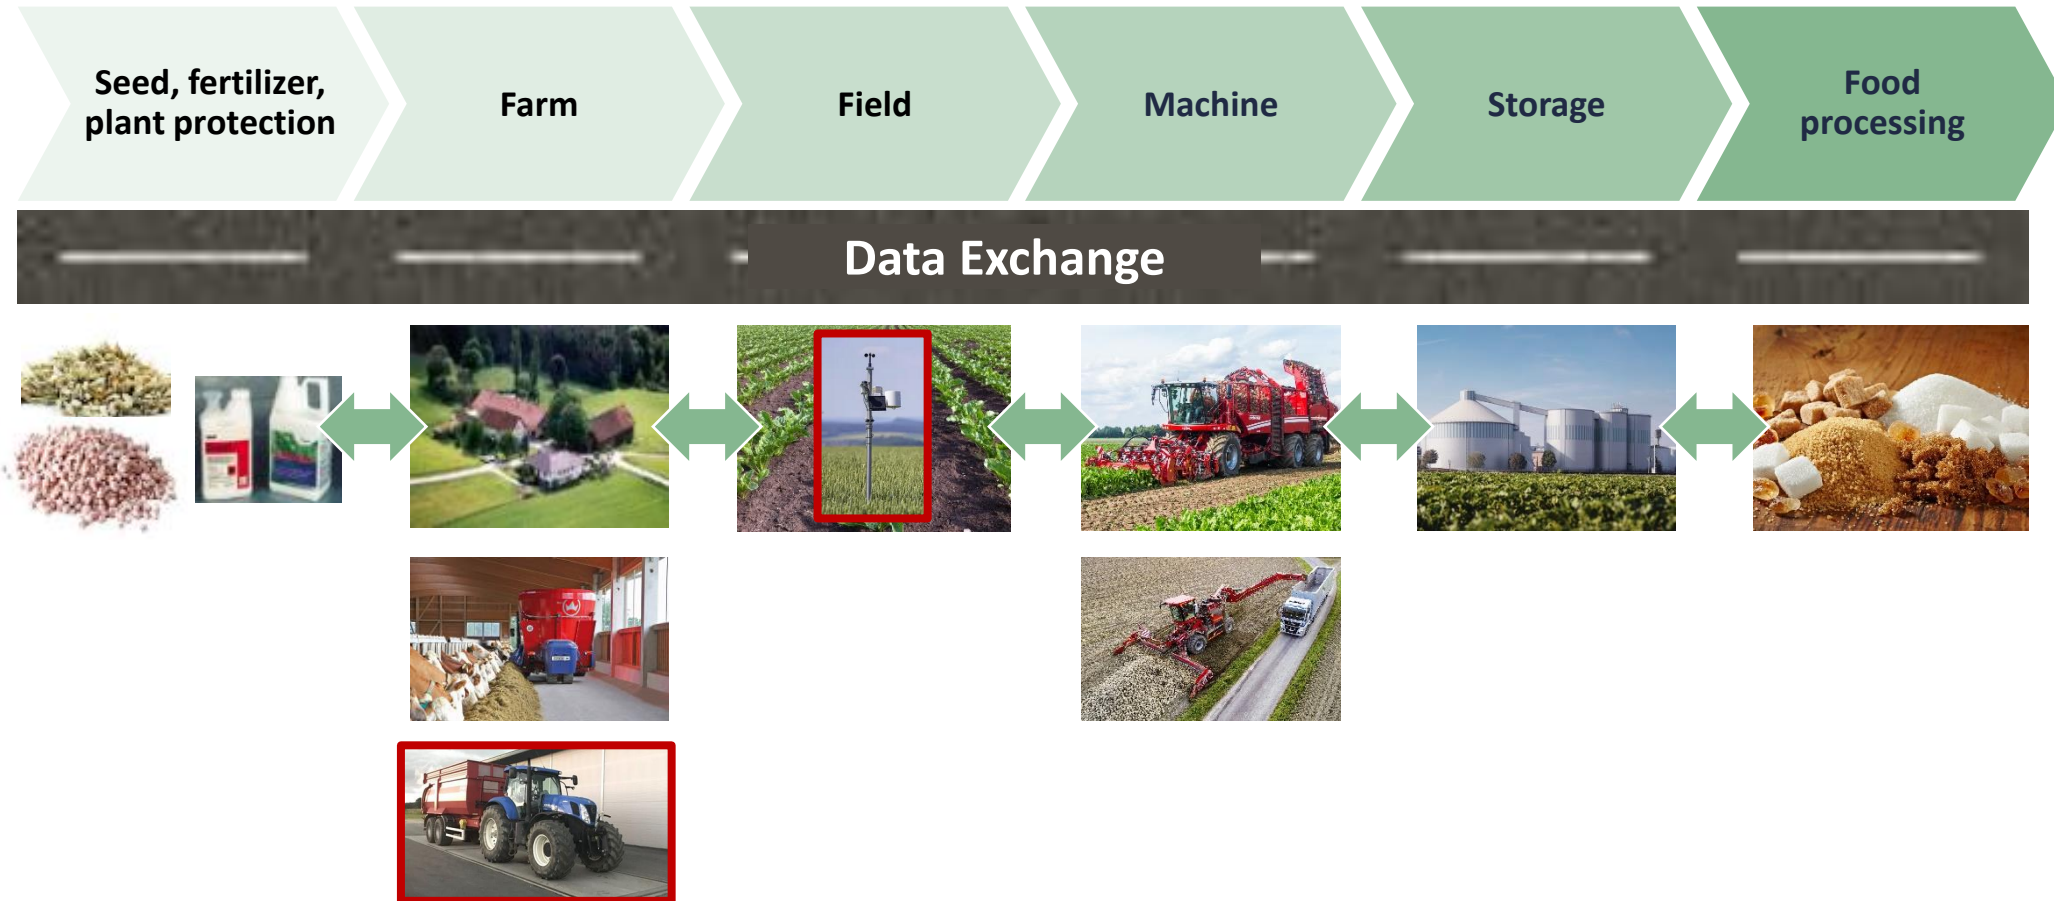 Seed, fertilizer,
plant protection
Farm
Field
Machine
Storage
Food
processing
Data Exchange